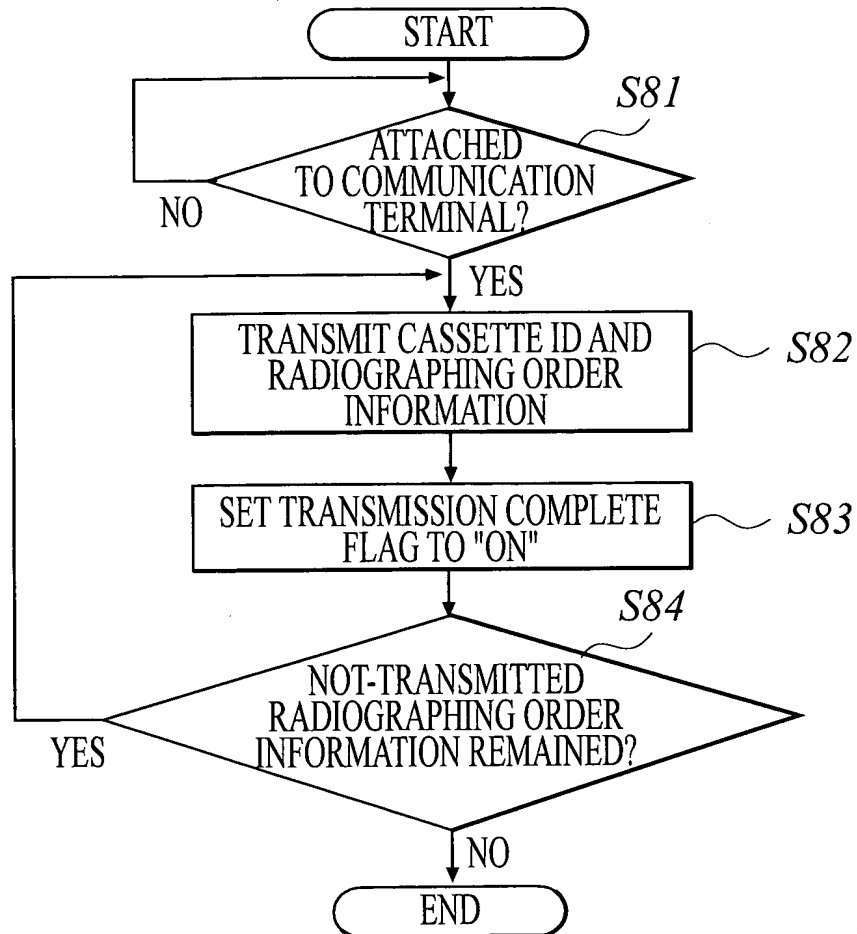 START
S81
ATTACHED
TO COMMUNICATION
TERMINAL?
NO
YES
TRANSMIT CASSETTE ID AND
RADIOGRAPHING ORDER
INFORMATION
S82
SET TRANSMISSION COMPLETE
FLAG TO "ON"
S83
S84
NOT-TRANSMITTED
RADIOGRAPHING ORDER
INFORMATION REMAINED?
YES
NO
END